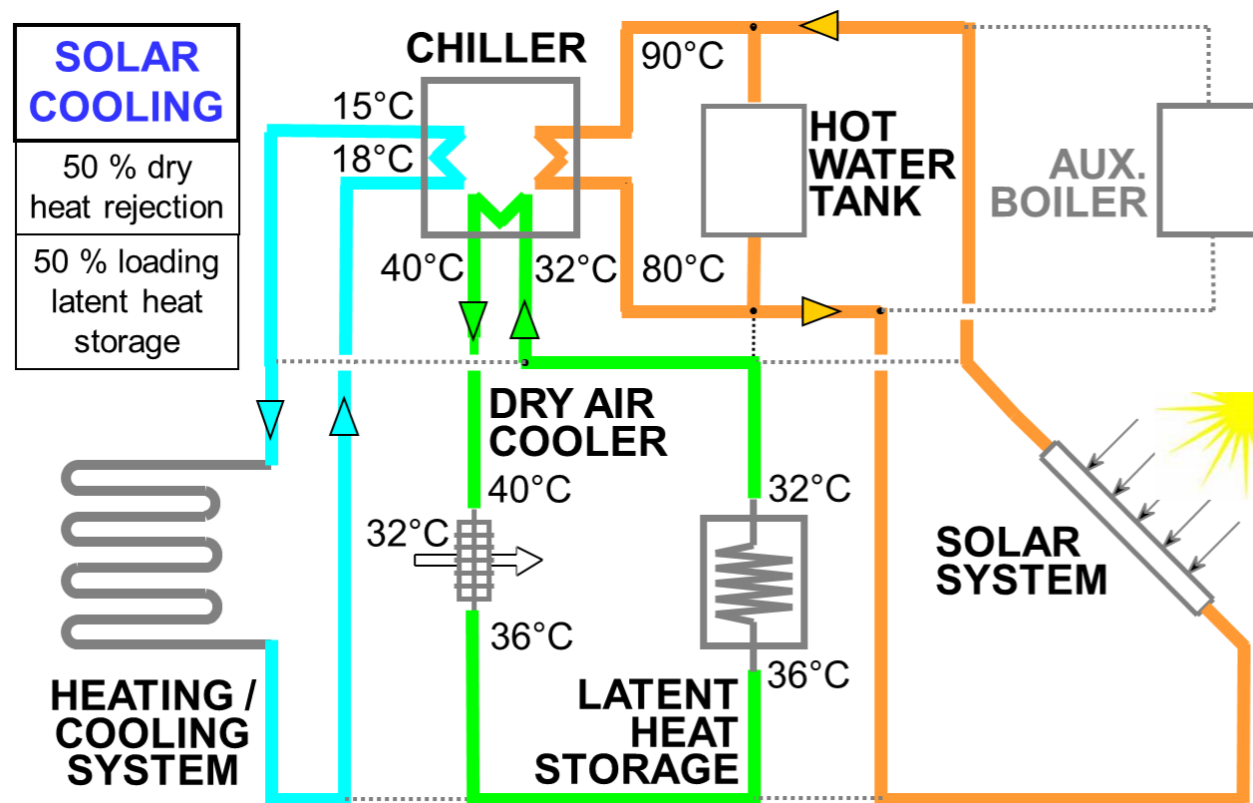 SOLAR
COOLING
50 % dry
heat rejection
50 % loading
latent heat
storage
CHILLER
15°C
18°C
90°C
80°C
40°C
32°C
HOT
WATER
TANK
AUX.
BOILER
DRY AIR
COOLER
40°C
32°C
36°C
32°C
36°C
LATENT
HEAT
STORAGE
SOLAR
SYSTEM
HEATING /
COOLING
SYSTEM